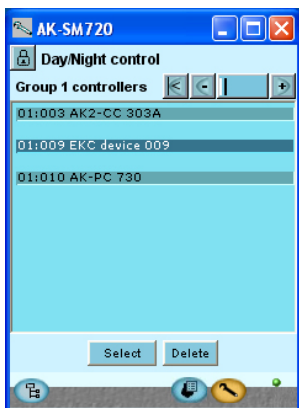 AK-SM720
Day/Night control
Group 1 controllers
01:003 AK2-CC 303A
01:009 EKC device 009
01:010 AK-PC 730
Select Delete